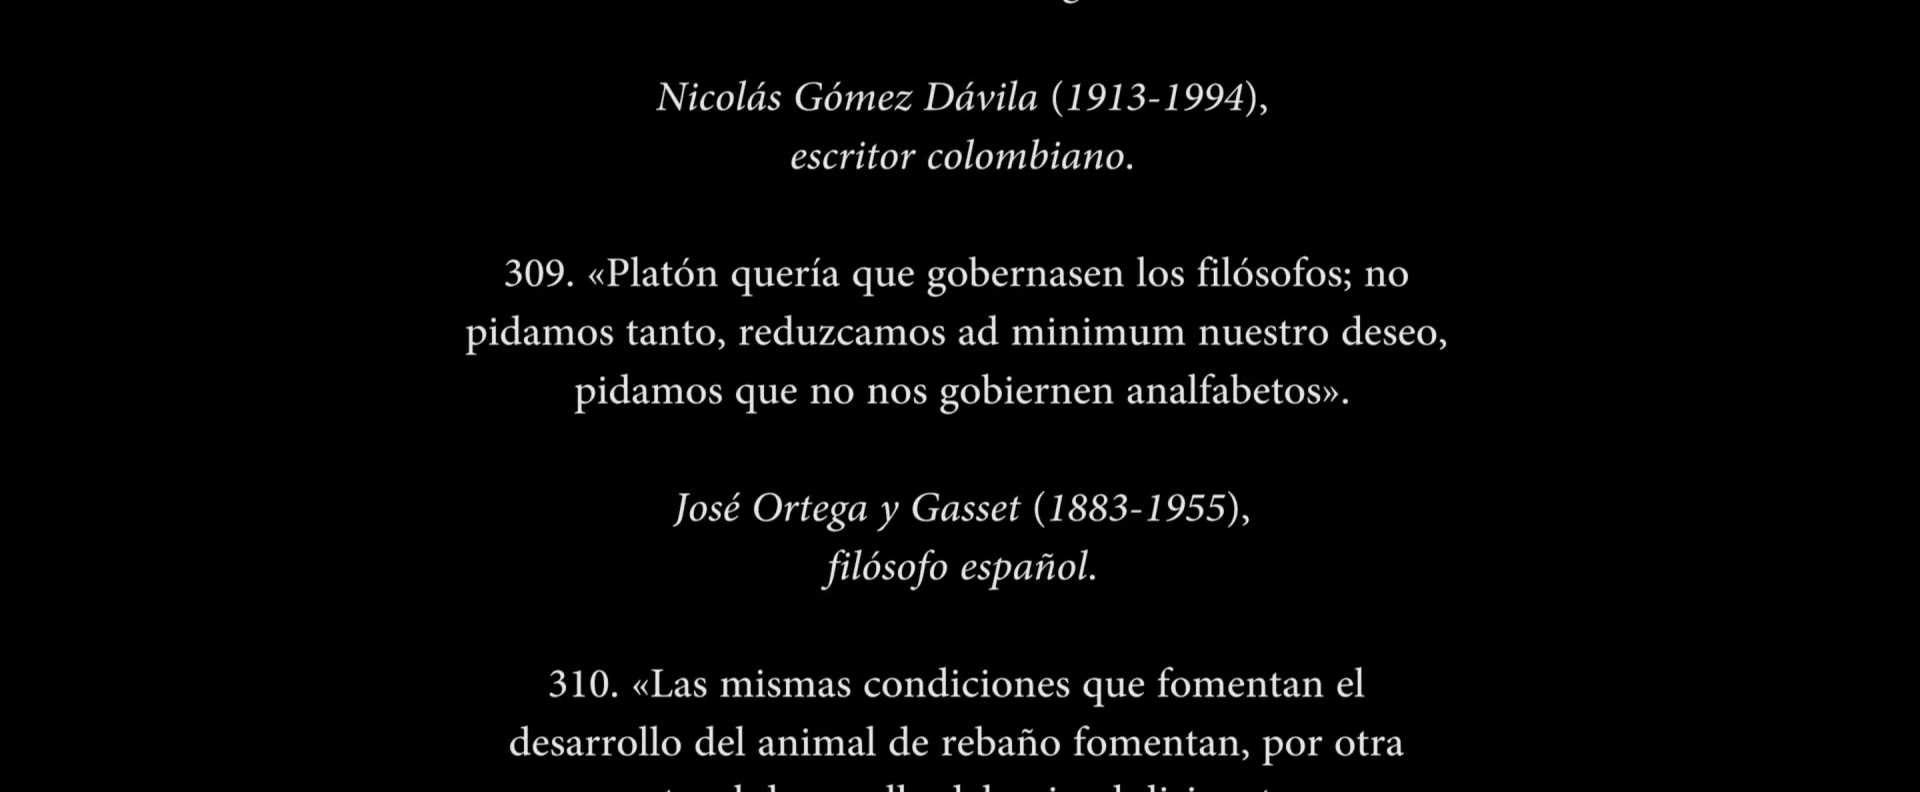 Nicolás Gómez Dávila (1913-1994),
escritor colombiano.
309. «Platón quería que gobernasen los filósofos; no
pidamos tanto, reduzcamos ad minimum nuestro deseo,
pidamos que no nos gobiernen analfabetos».
José Ortega y Gasset (1883-1955),
filósofo español.
310. «Las mismas condiciones que fomentan el
desarrollo del animal de rebaño fomentan, por otra